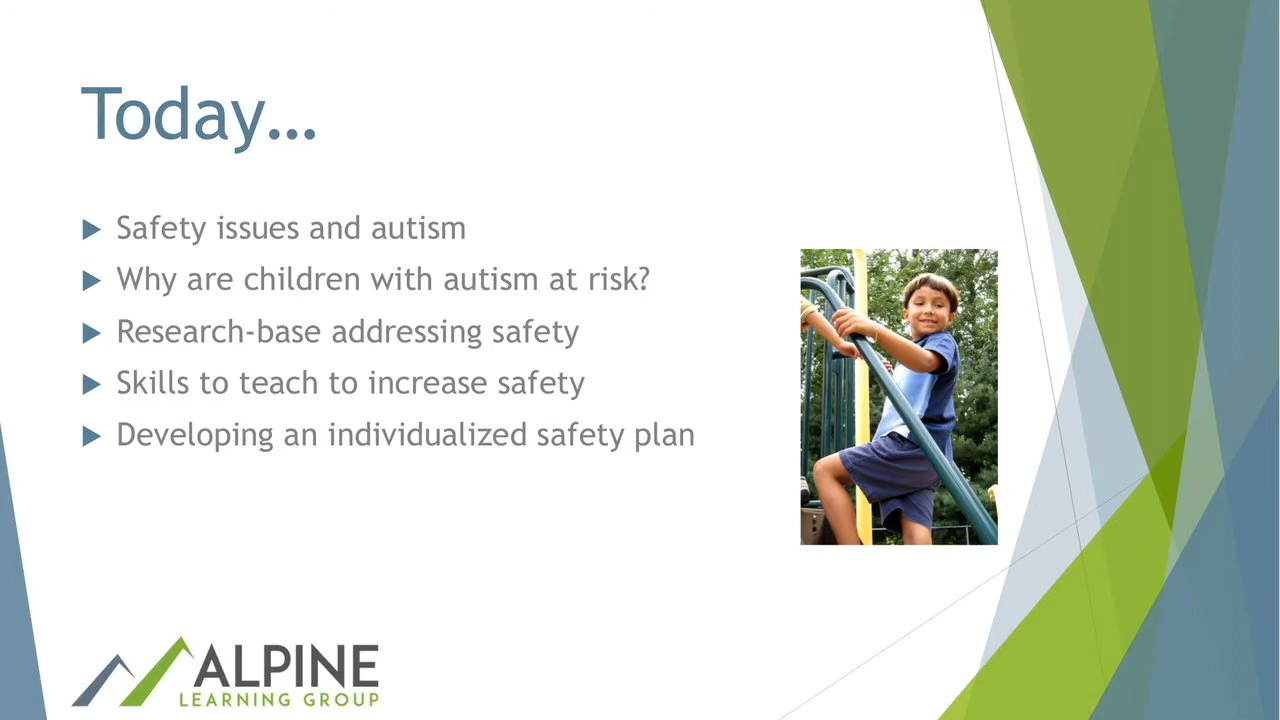 Today...
Safety issues and autism
Why are children with autism at risk?
Research-base addressing safety
Skills to teach to increase safety
Developing an individualized safety plan
ALPINE
LEARNING GROUP